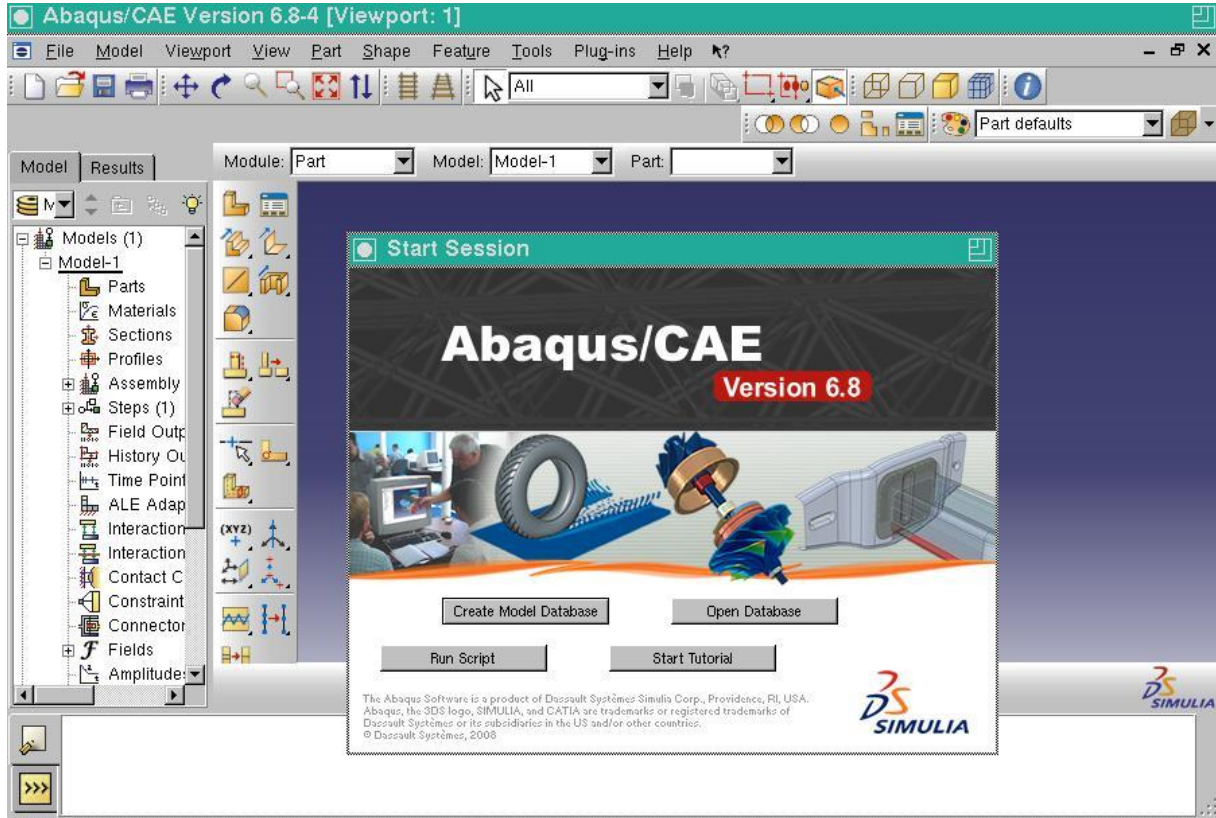 Abaqus/CAE Version 6.8-4 [Viewport: 1]
File Model Viewport View Part Shape Feature Tools Plug-ins Help
All
Part defaults
Model Results
Module: Part Model: Model-1 Part:
Models (1)
Model-1
Parts
Materials
Sections
Profiles
Assembly
Steps (1)
Field Outp
History Ou
Time Point
ALE Adap
Interaction
Interaction
Contact C
Constraint
Connector
Fields
Amplitude
(XYZ)
Start Session
Abaqus/CAE
Version 6.8
Create Model Database Open Database
Run Script Start Tutorial
The Abaqus Software is a product of Dassault Systèmes Simulia Corp., Providence, RI, USA.
Abaqus, the 3DS logo, SIMULIA, and CATIA are trademarks or registered trademarks of
Dassault Systèmes or its subsidiaries in the US and/or other countries.
© Dassault Systèmes, 2008
SIMULIA
SIMULIA
>>>